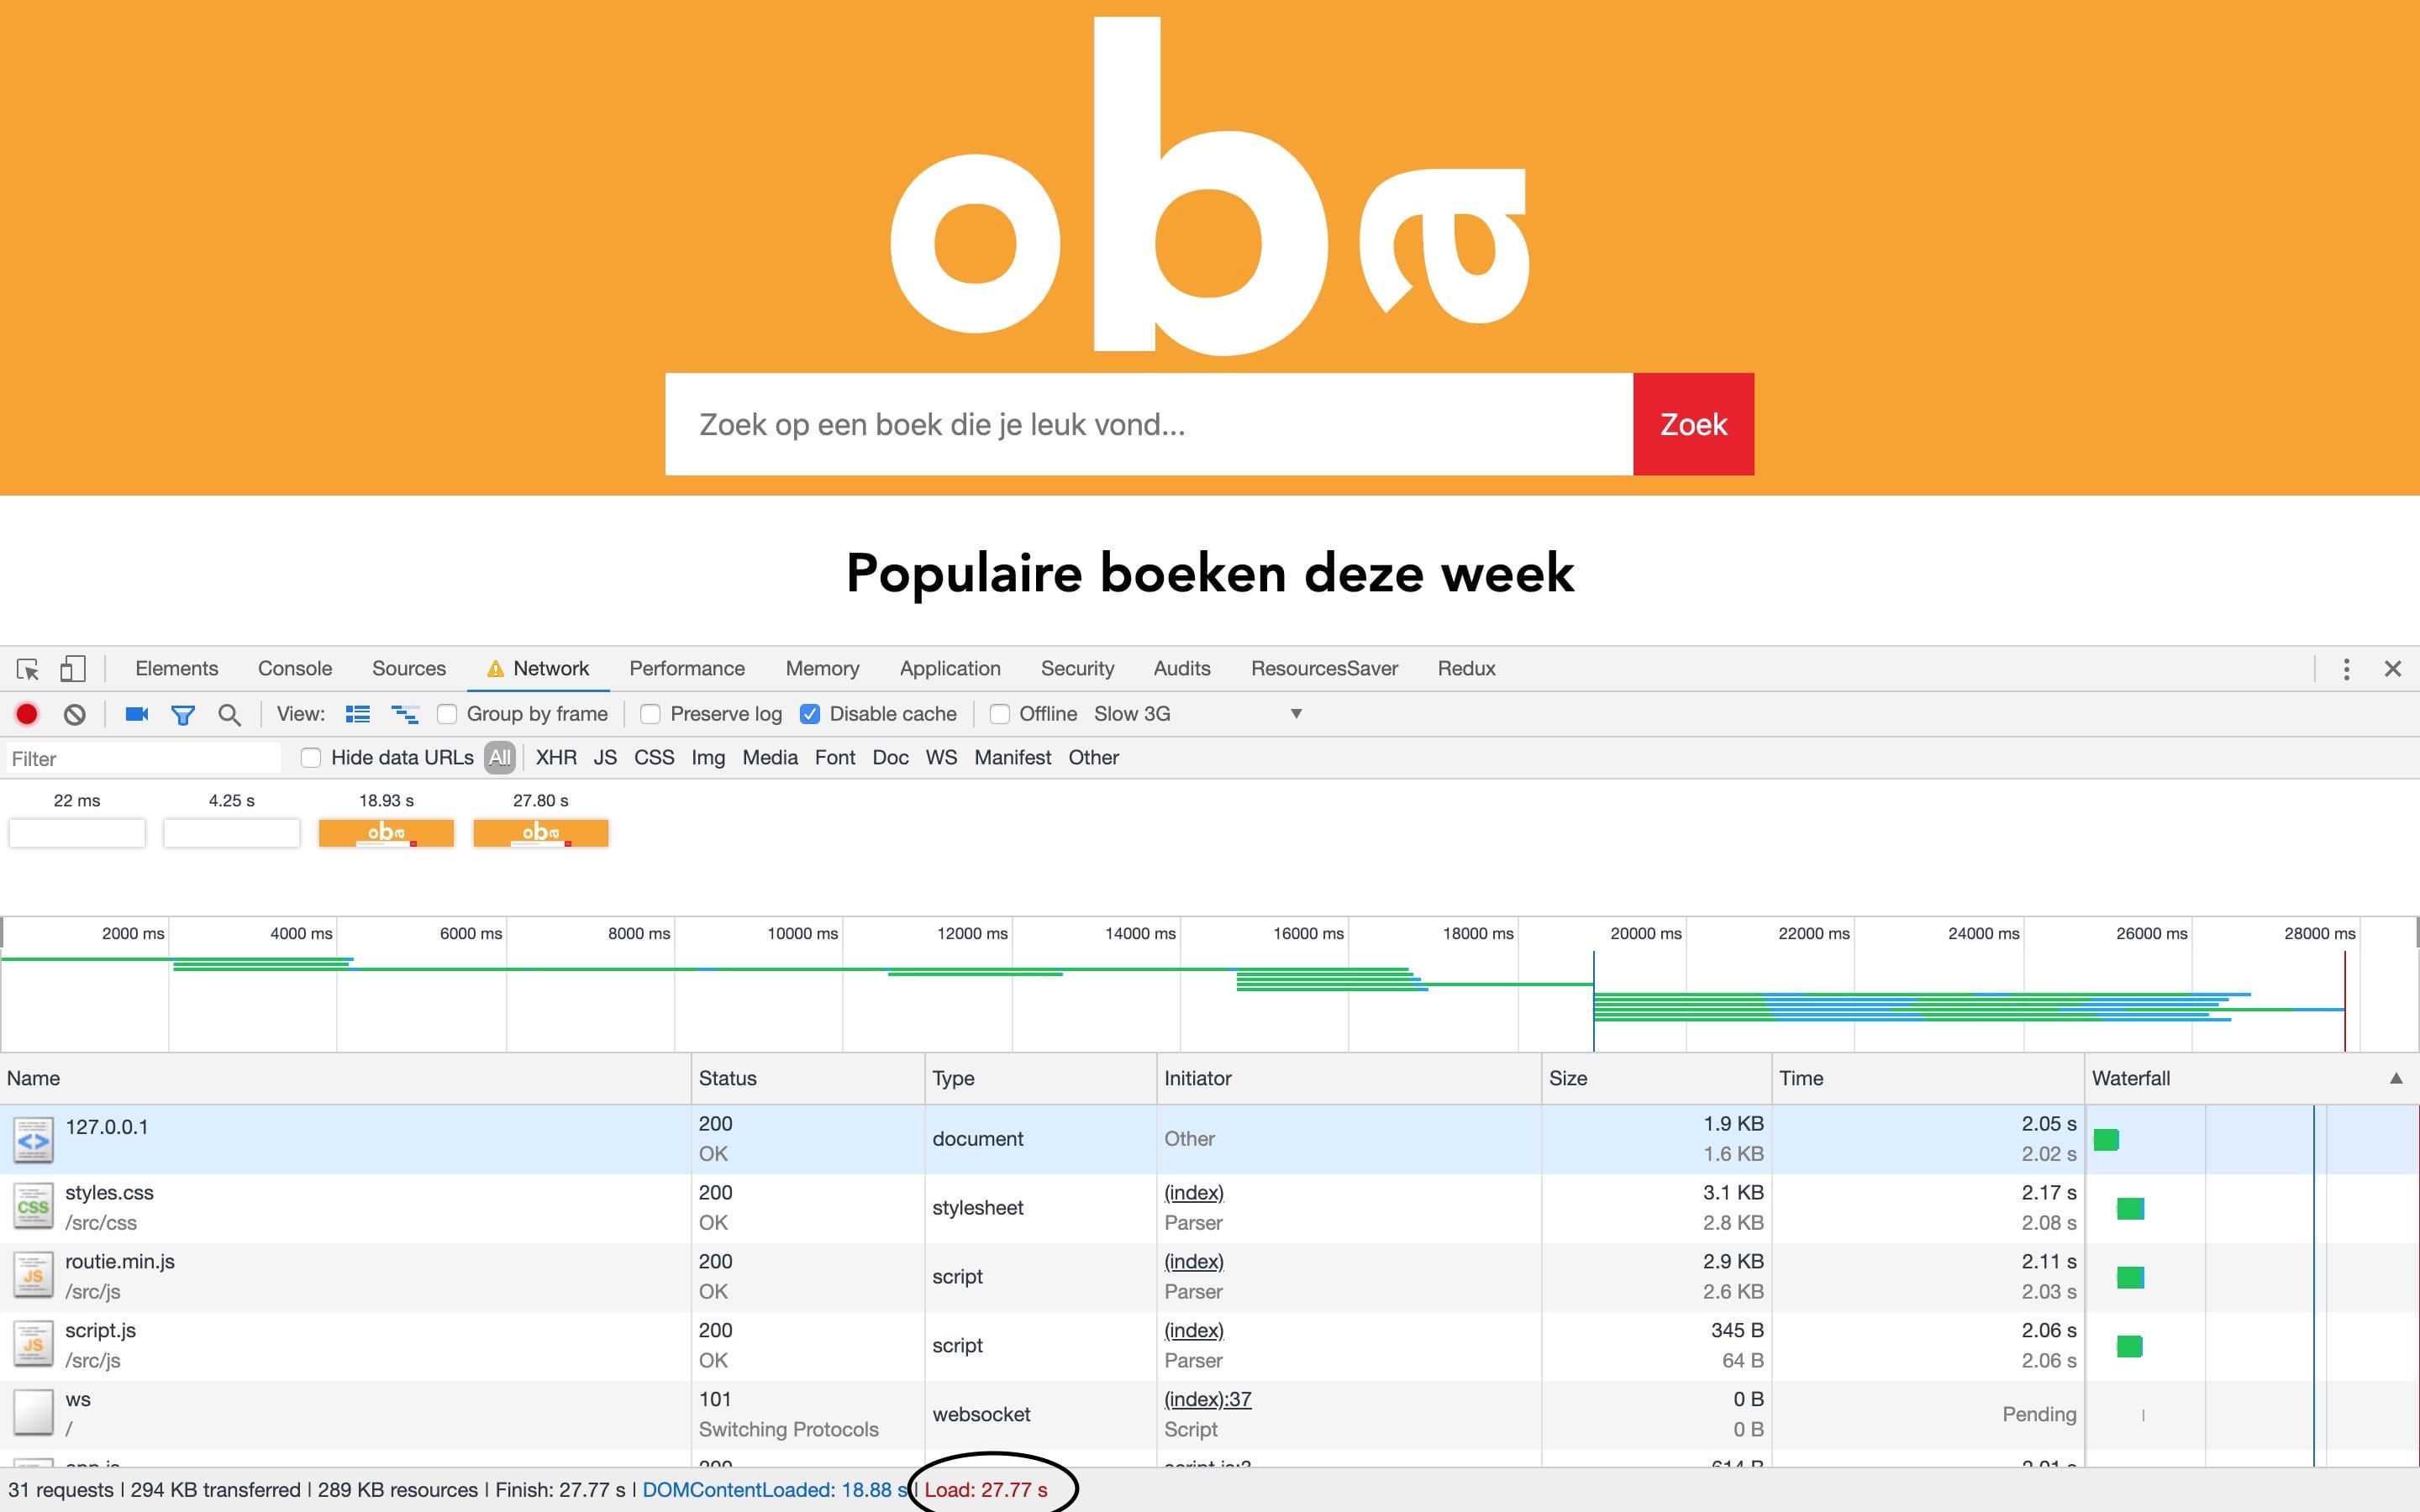 oba
Zoek op een boek die je leuk vond... Zoek
Populaire boeken deze week
Elements Console Sources Network Performance Memory Application Security Audits ResourcesSaver Redux
View: Group by frame Preserve log Disable cache Offline Slow 3G
Filter Hide data URLs All XHR JS CSS Img Media Font Doc WS Manifest Other
22 ms 4.25 s 18.93 s 27.80 s
oba oba
2000 ms 4000 ms 6000 ms 8000 ms 10000 ms 12000 ms 14000 ms 16000 ms 18000 ms 20000 ms 22000 ms 24000 ms 26000 ms 28000 ms
Name Status Type Initiator Size Time Waterfall
127.0.0.1 200 document Other 1.9 KB 2.05 s
OK 1.6 KB 2.02 s
styles.css 200 stylesheet (index) 3.1 KB 2.17 s
/src/css OK Parser 2.8 KB 2.08 s
routie.min.js 200 script (index) 2.9 KB 2.11 s
/src/js OK Parser 2.6 KB 2.03 s
script.js 200 script (index) 345 B 2.06 s
/src/js OK Parser 64 B 2.06 s
ws 101 websocket (index):37 0 B Pending
/ Switching Protocols Script 0 B
31 requests | 294 KB transferred | 289 KB resources | Finish: 27.77 s | DOMContentLoaded: 18.88 s | Load: 27.77 s